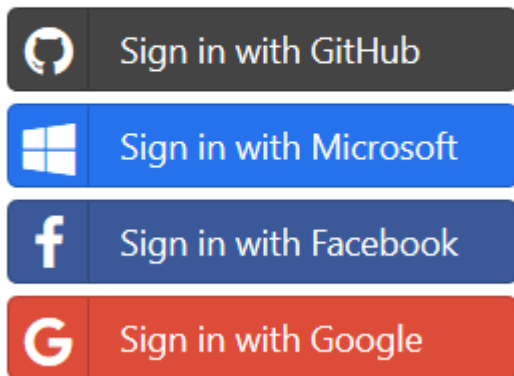 Sign in with GitHub
Sign in with Microsoft
Sign in with Facebook
Sign in with Google